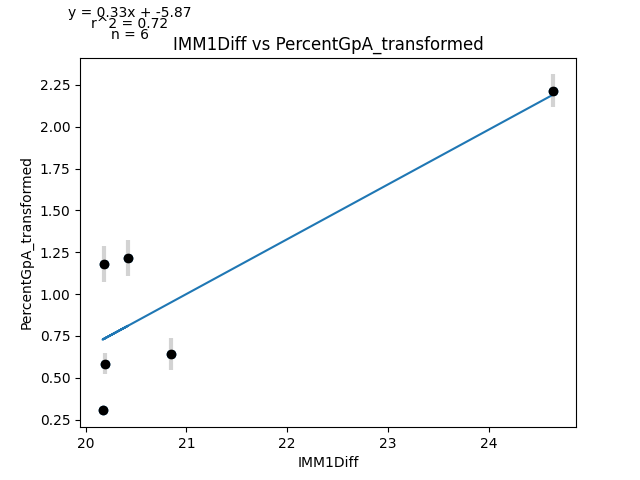 y = 0.33x + -5.87
r^2 = 0.72
n = 6
IMM1Diff vs PercentGpA_transformed
PercentGpA_transformed
2.25
2.00
1.75
1.50
1.25
1.00
0.75
0.50
0.25
20 21 22 23 24
IMM1Diff